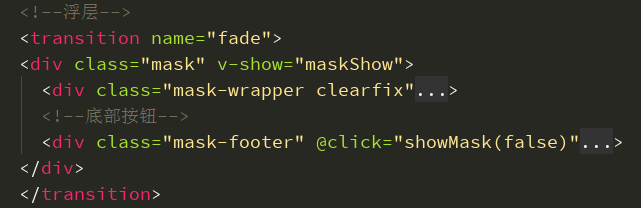 <!--浮层-->
<transition name="fade">
<div class="mask" v-show="maskShow">
<div class="mask-wrapper clearfix"...>
<!--底部按钮-->
<div class="mask-footer" @click="showMask(false)"...>
</div>
</transition>